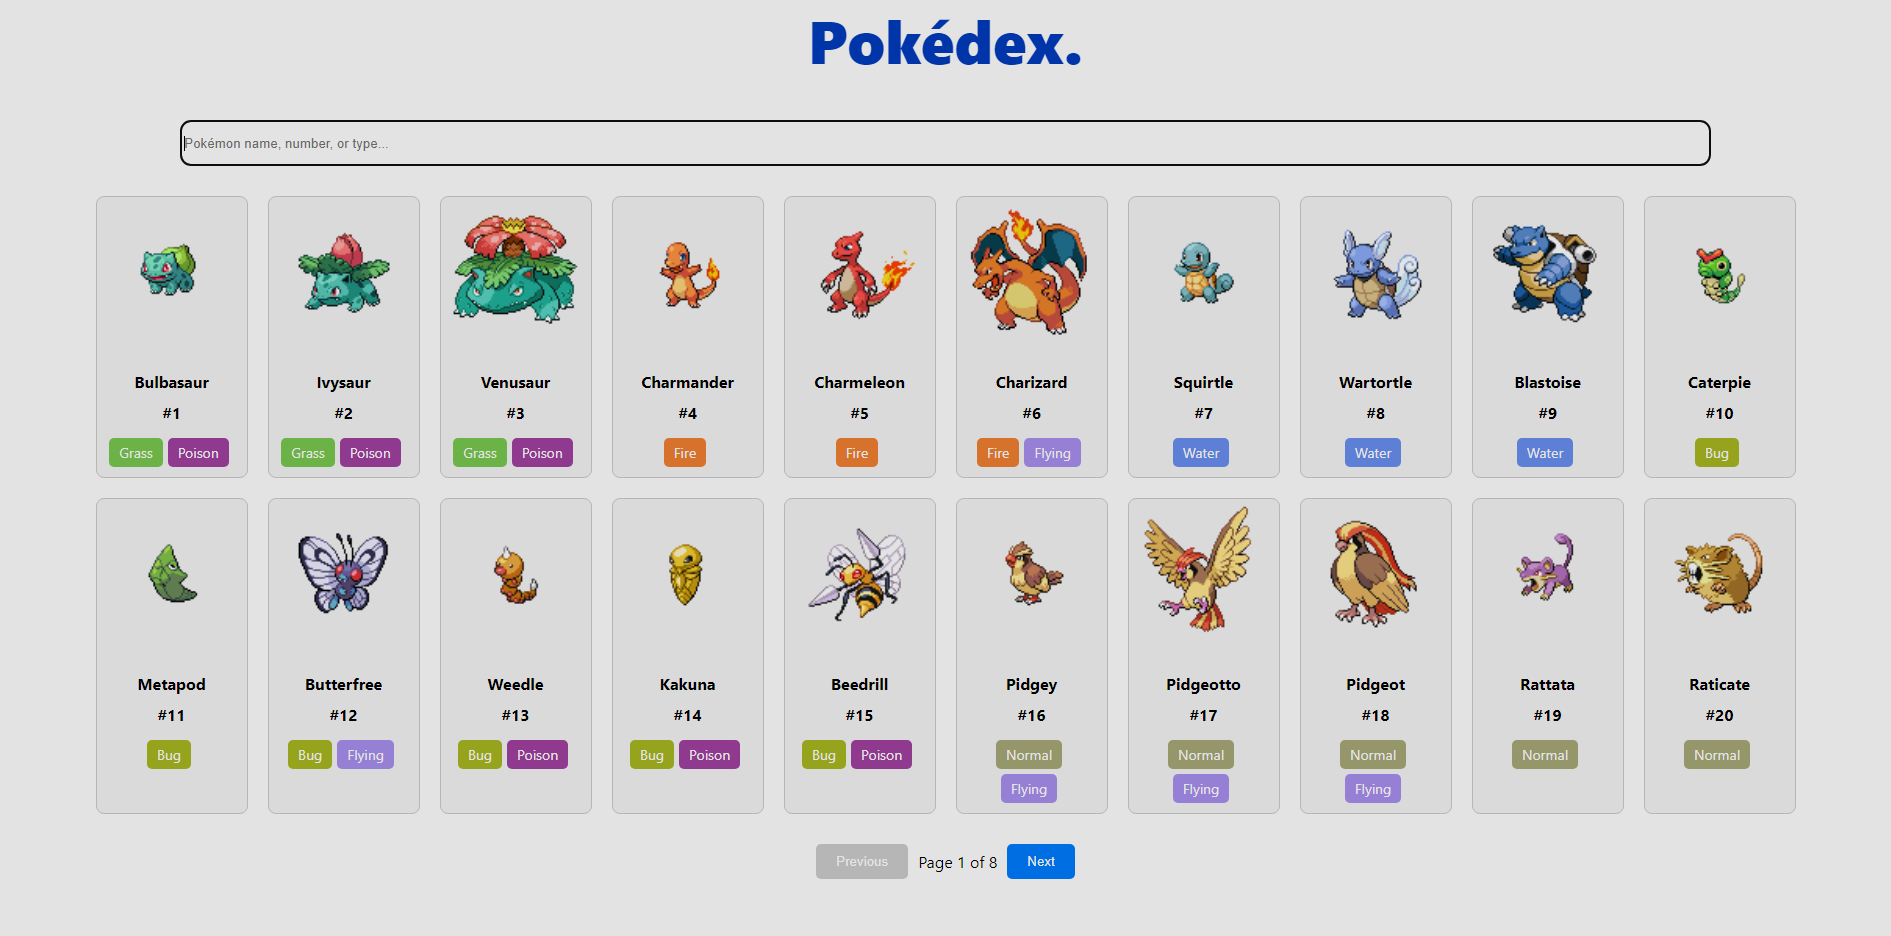 Pokédex.
Pokémon name, number, or type...
Bulbasaur
#1
Grass Poison
Ivysaur
#2
Grass Poison
Venusaur
#3
Grass Poison
Charmander
#4
Fire
Charmeleon
#5
Fire
Charizard
#6
Fire Flying
Squirtle
#7
Water
Wartortle
#8
Water
Blastoise
#9
Water
Caterpie
#10
Bug
Metapod
#11
Bug
Butterfree
#12
Bug Flying
Weedle
#13
Bug Poison
Kakuna
#14
Bug Poison
Beedrill
#15
Bug Poison
Pidgey
#16
Normal
Flying
Pidgeotto
#17
Normal
Flying
Pidgeot
#18
Normal
Flying
Rattata
#19
Normal
Raticate
#20
Normal
Previous Page 1 of 8 Next